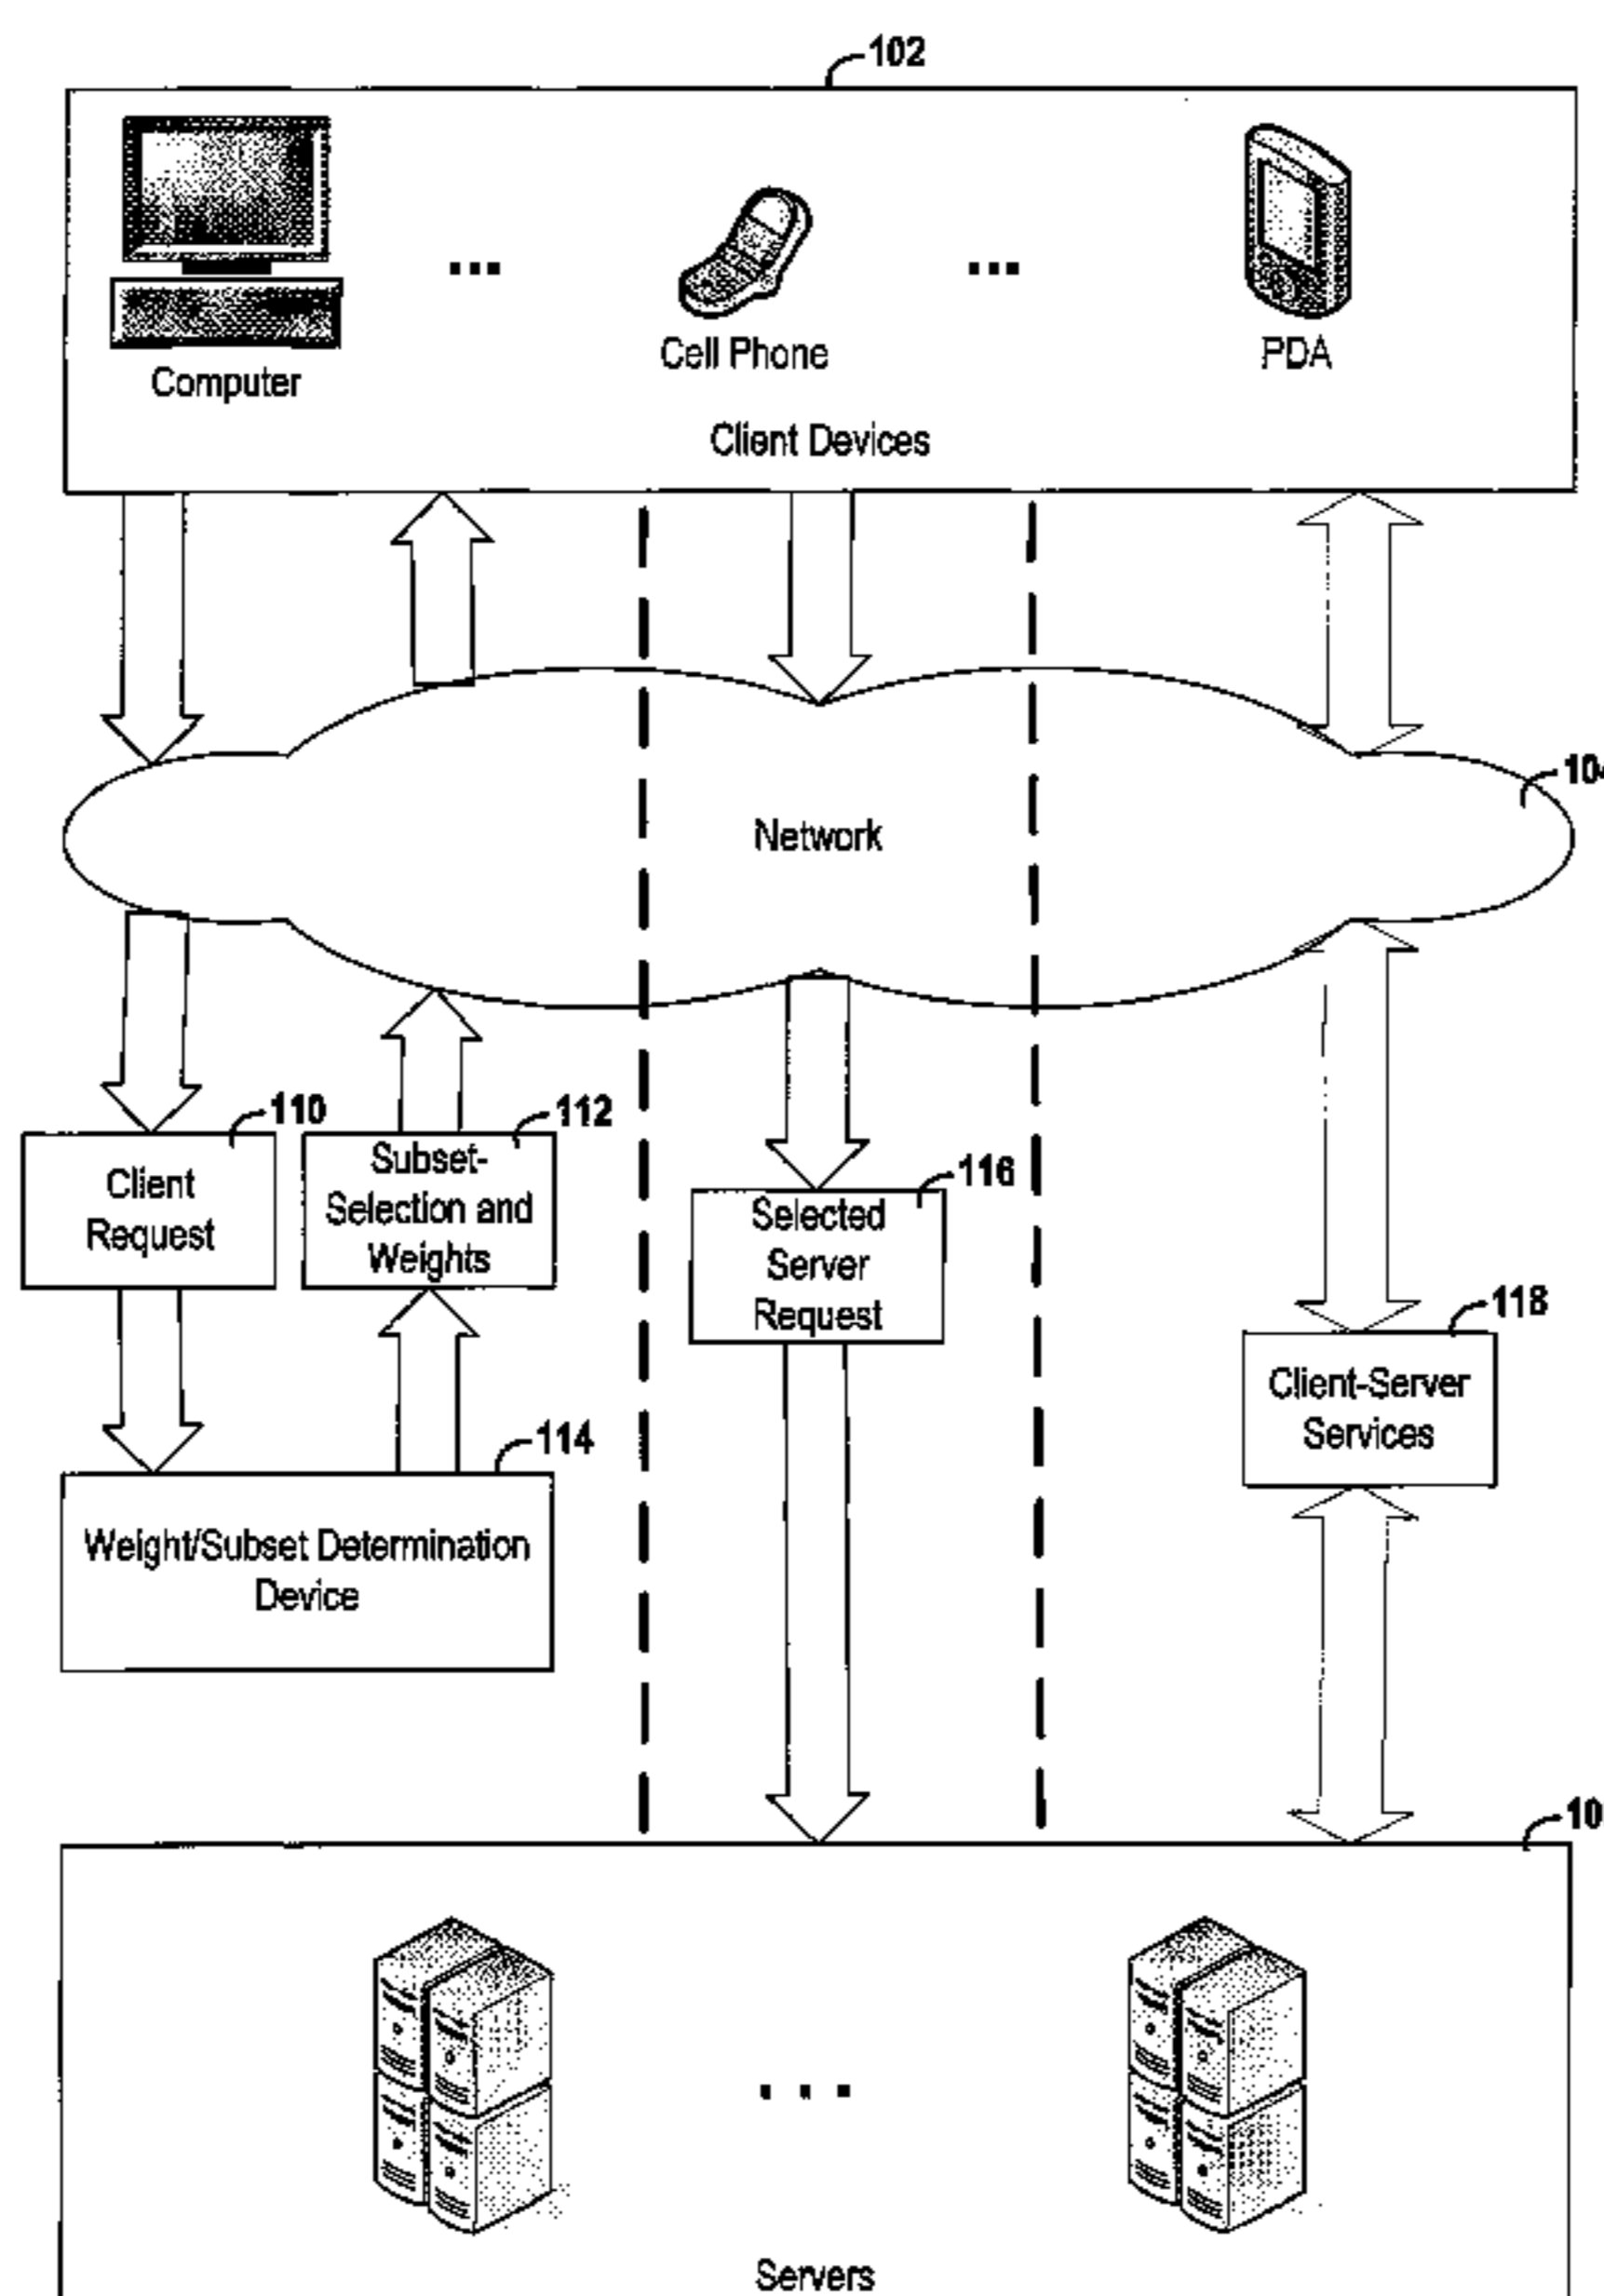 102
Computer
Cell Phone
PDA
Client Devices
Network
110
112
Client
Request
Subset-
Selection and
Weights
116
Selected
Server
Request
118
Client-Server
Services
114
Weight/Subset Determination
Device
Servers